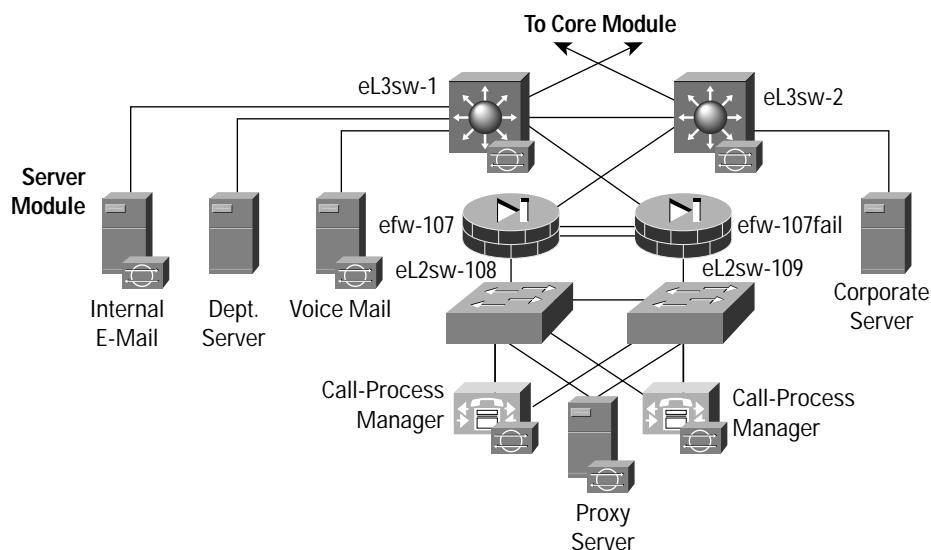 To Core Module
eL3sw-1
eL3sw-2
Server
Module
efw-107
efw-107fail
eL2sw-108
eL2sw-109
Internal
E-Mail
Dept.
Server
Voice Mail
Corporate
Server
Call-Process
Manager
Call-Process
Manager
Proxy
Server